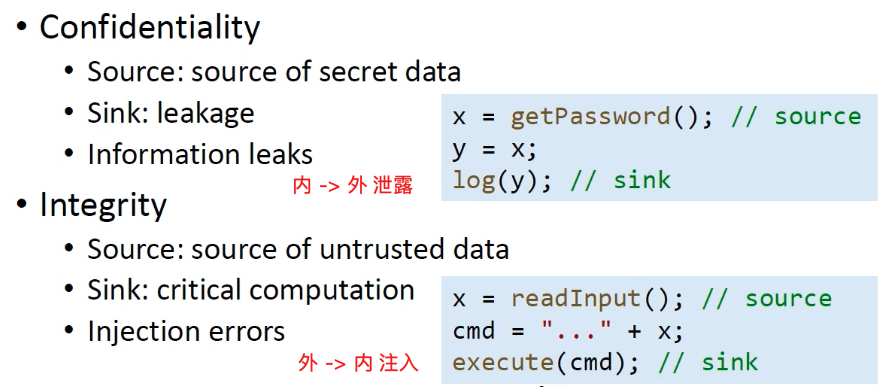 • Confidentiality
• Source: source of secret data
• Sink: leakage
• Information leaks
x = getPassword(); // source
y = x;
log(y); // sink
内 -> 外 泄露
• Integrity
• Source: source of untrusted data
• Sink: critical computation
• Injection errors
x = readInput(); // source
cmd = "..." + x;
execute(cmd); // sink
外 -> 内 注入